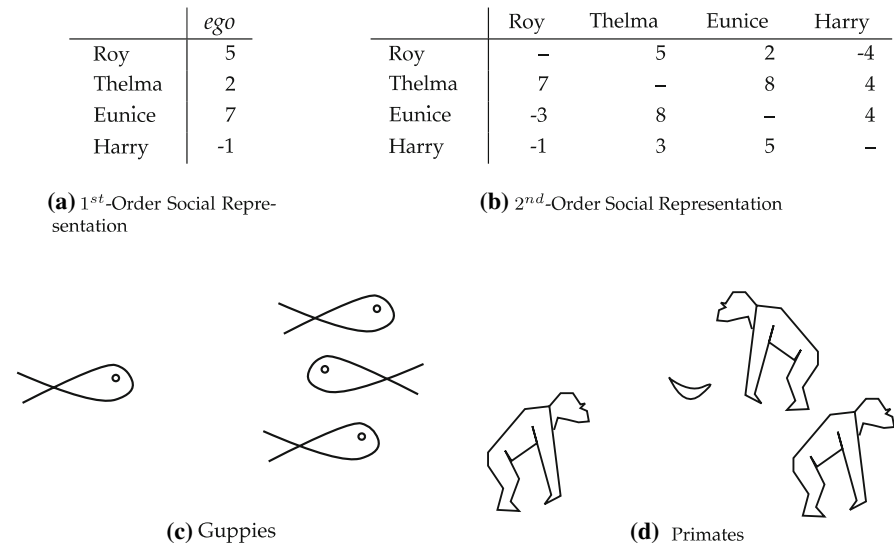 ego
Roy 5
Thelma 2
Eunice 7
Harry -1
(a) 1st-Order Social Repre-
sentation
Roy Thelma Eunice Harry
Roy – 5 2 -4
Thelma 7 – 8 4
Eunice -3 8 – 4
Harry -1 3 5 –
(b) 2nd-Order Social Representation
(c) Guppies
(d) Primates